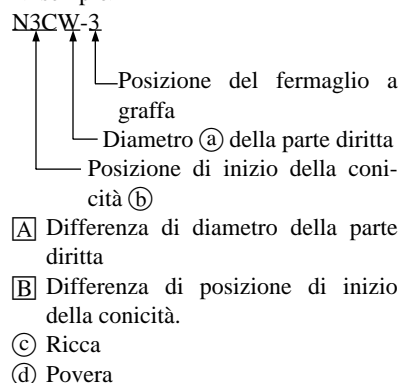 N3CW-3
Posizione del fermaglio a
graffa
Diametro ⓐ della parte diritta
Posizione di inizio della coni-
cità ⓑ
A Differenza di diametro della parte
diritta
B Differenza di posizione di inizio
della conicità.
ⓒ Ricca
ⓓ Povera